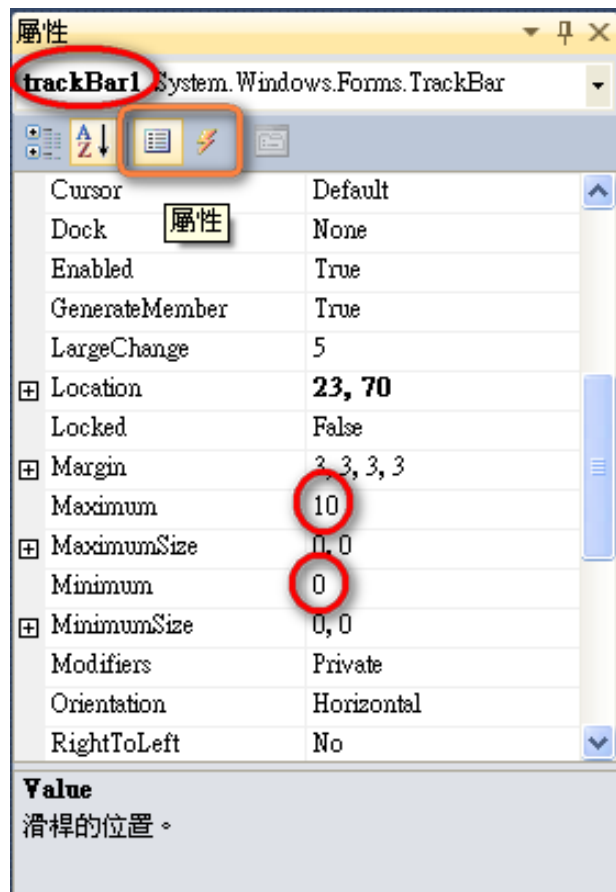 屬性
trackBar1 System.Windows.Forms.TrackBar
Cursor Default
屬性
Dock None
Enabled True
GenerateMember True
LargeChange 5
Location 23, 70
Locked False
Margin 3, 3, 3, 3
Maximum 10
MaximumSize 0, 0
Minimum 0
MinimumSize 0, 0
Modifiers Private
Orientation Horizontal
RightToLeft No
Value
滑桿的位置。